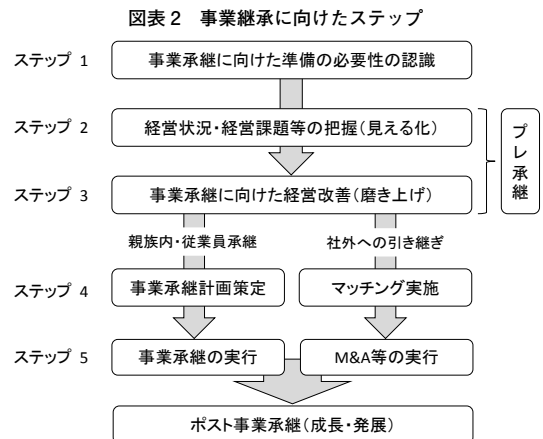 図表２　事業継承に向けたステップ
ステップ 1
事業承継に向けた準備の必要性の認識
ステップ 2
経営状況・経営課題等の把握（見える化）
プレ承継
ステップ 3
事業承継に向けた経営改善（磨き上げ）
親族内・従業員承継
社外への引き継ぎ
ステップ 4
事業承継計画策定
マッチング実施
ステップ 5
事業承継の実行
M&A等の実行
ポスト事業承継（成長・発展）